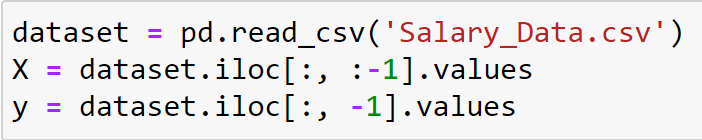 dataset = pd.read_csv('Salary_Data.csv')
X = dataset.iloc[:, :-1].values
y = dataset.iloc[:, -1].values